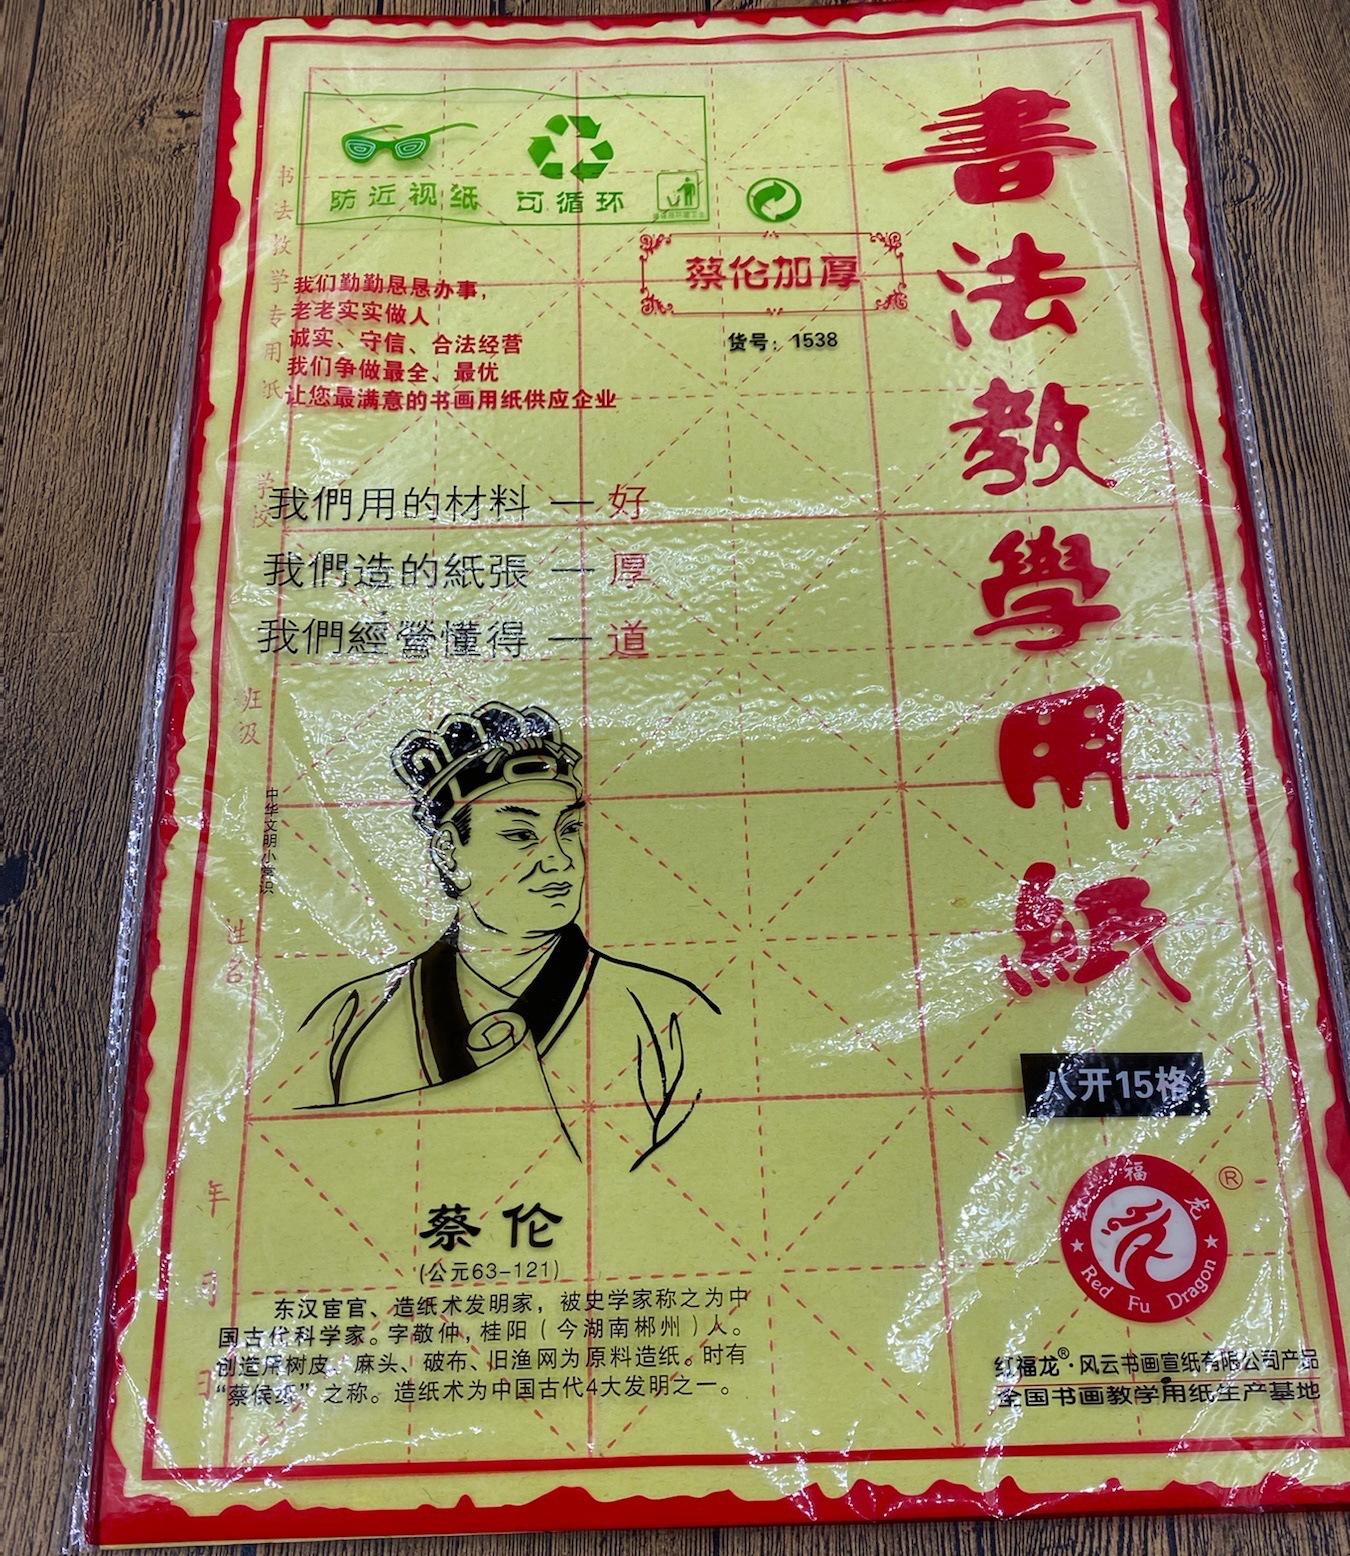 書法教學用紙
防近视纸
可循环
蔡伦加厚
货号：1538
书法教学专用纸
我们勤勤恳恳办事，
老老实实做人
诚实、守信、合法经营
我们争做最全、最优
让您最满意的书画用纸供应企业
我們用的材料 — 好
我們造的紙張 — 厚
我們經營懂得 — 道
学校
班级
中华文明小常识
姓名
年
月
日
八开15格
蔡伦
(公元63-121)
东汉宦官、造纸术发明家，被史学家称之为中
国古代科学家。字敬仲，桂阳（今湖南郴州）人。
创造用树皮、麻头、破布、旧渔网为原料造纸。时有
“蔡侯纸”之称。造纸术为中国古代4大发明之一。
红福龙
Red Fu Dragon
®
红福龙®·风云书画宣纸有限公司产品
全国书画教学用纸生产基地